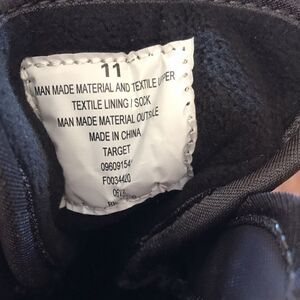 11
MAN MADE MATERIAL AND TEXTILE UPPER
TEXTILE LINING / SOCK
MAN MADE MATERIAL OUTSOLE
MADE IN CHINA
TARGET
09609154
F0034420